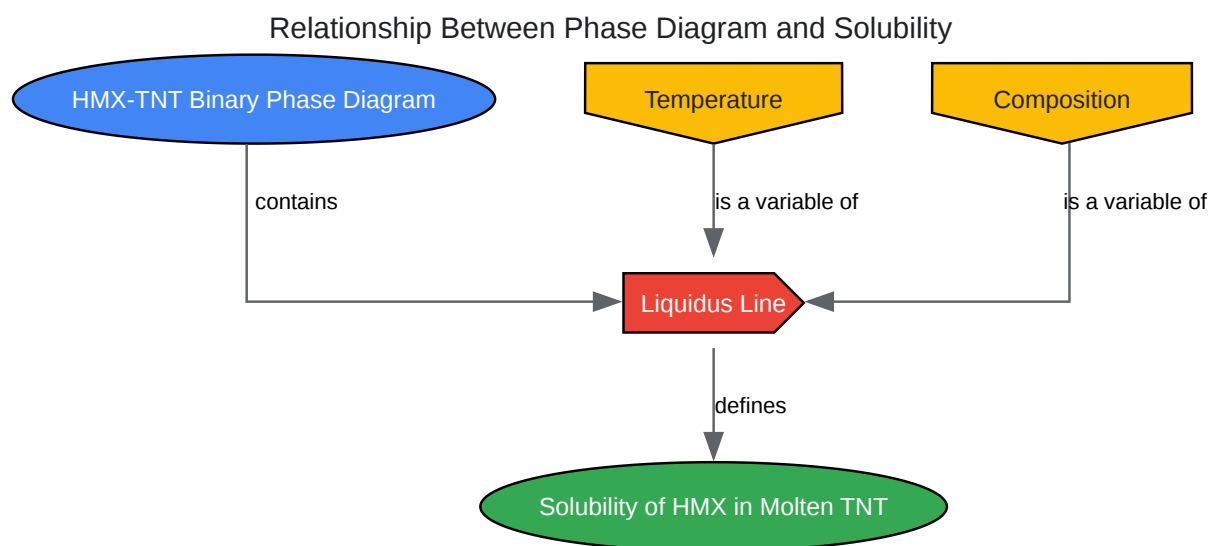 Relationship Between Phase Diagram and Solubility
HMX-TNT Binary Phase Diagram
Temperature
Composition
contains
is a variable of
is a variable of
Liquidus Line
defines
Solubility of HMX in Molten TNT